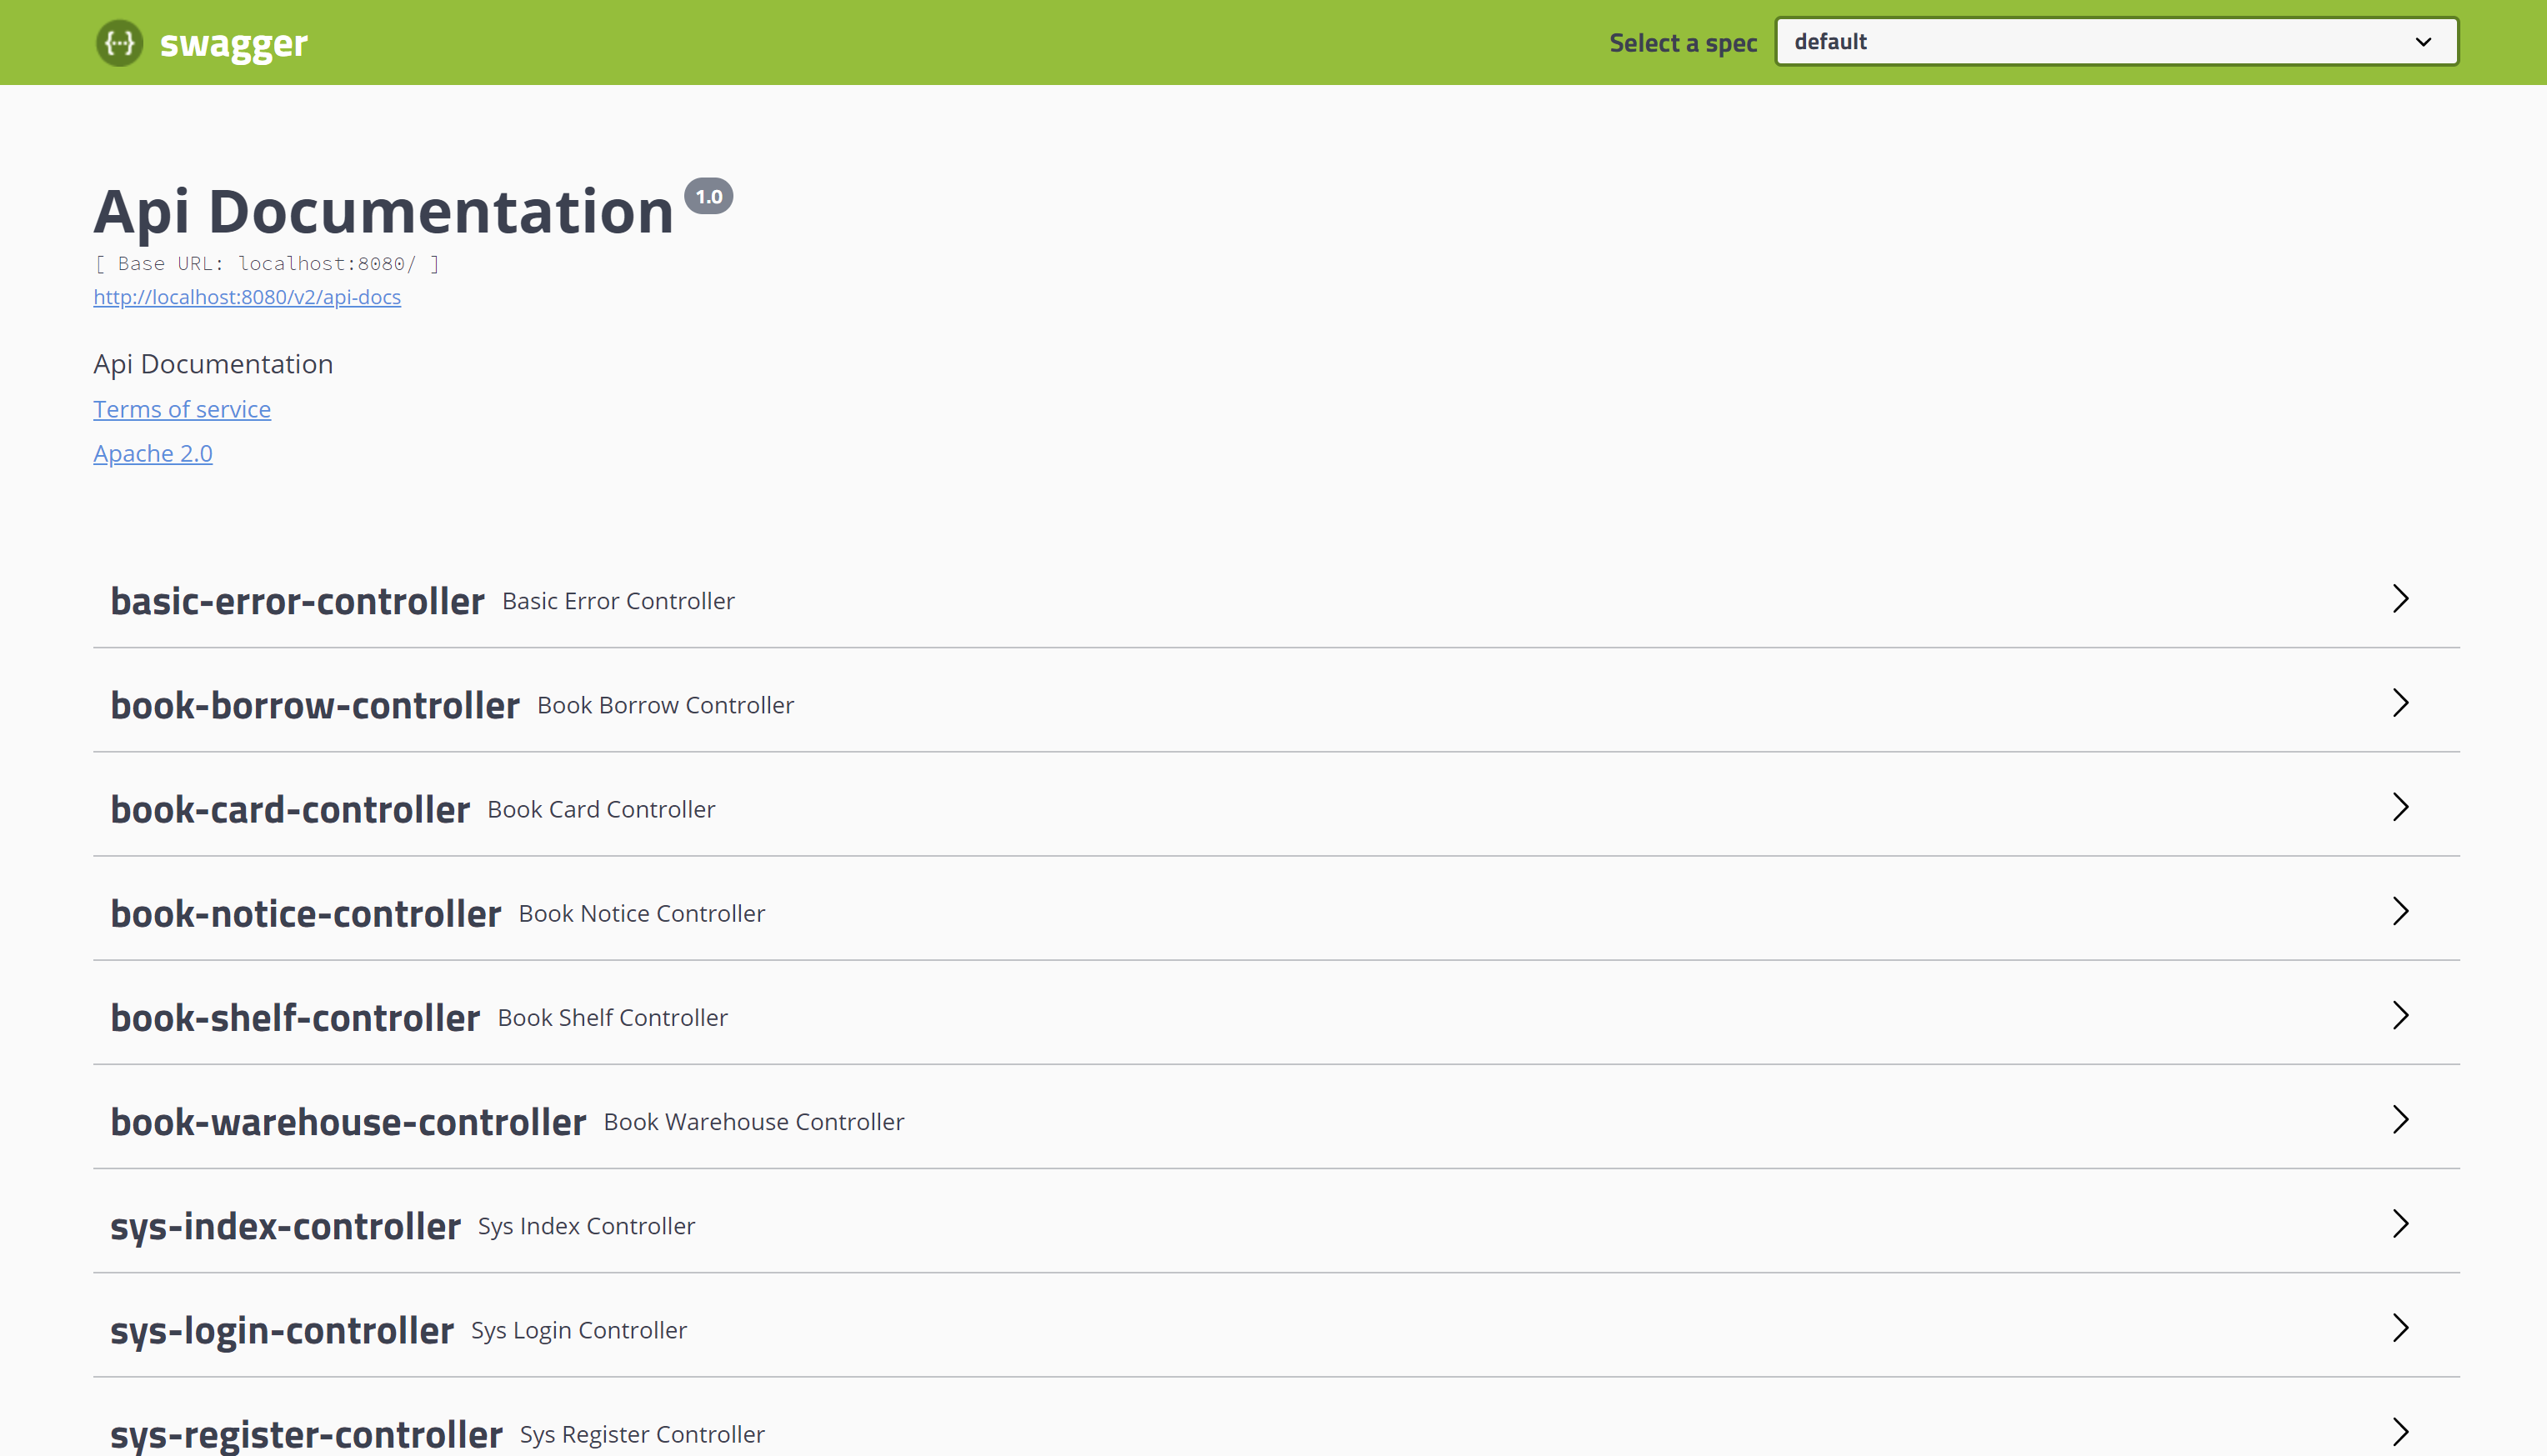 swagger
Select a spec default
Api Documentation 1.0
[ Base URL: localhost:8080/ ]
http://localhost:8080/v2/api-docs
Api Documentation
Terms of service
Apache 2.0
basic-error-controller Basic Error Controller
book-borrow-controller Book Borrow Controller
book-card-controller Book Card Controller
book-notice-controller Book Notice Controller
book-shelf-controller Book Shelf Controller
book-warehouse-controller Book Warehouse Controller
sys-index-controller Sys Index Controller
sys-login-controller Sys Login Controller
sys-register-controller Sys Register Controller